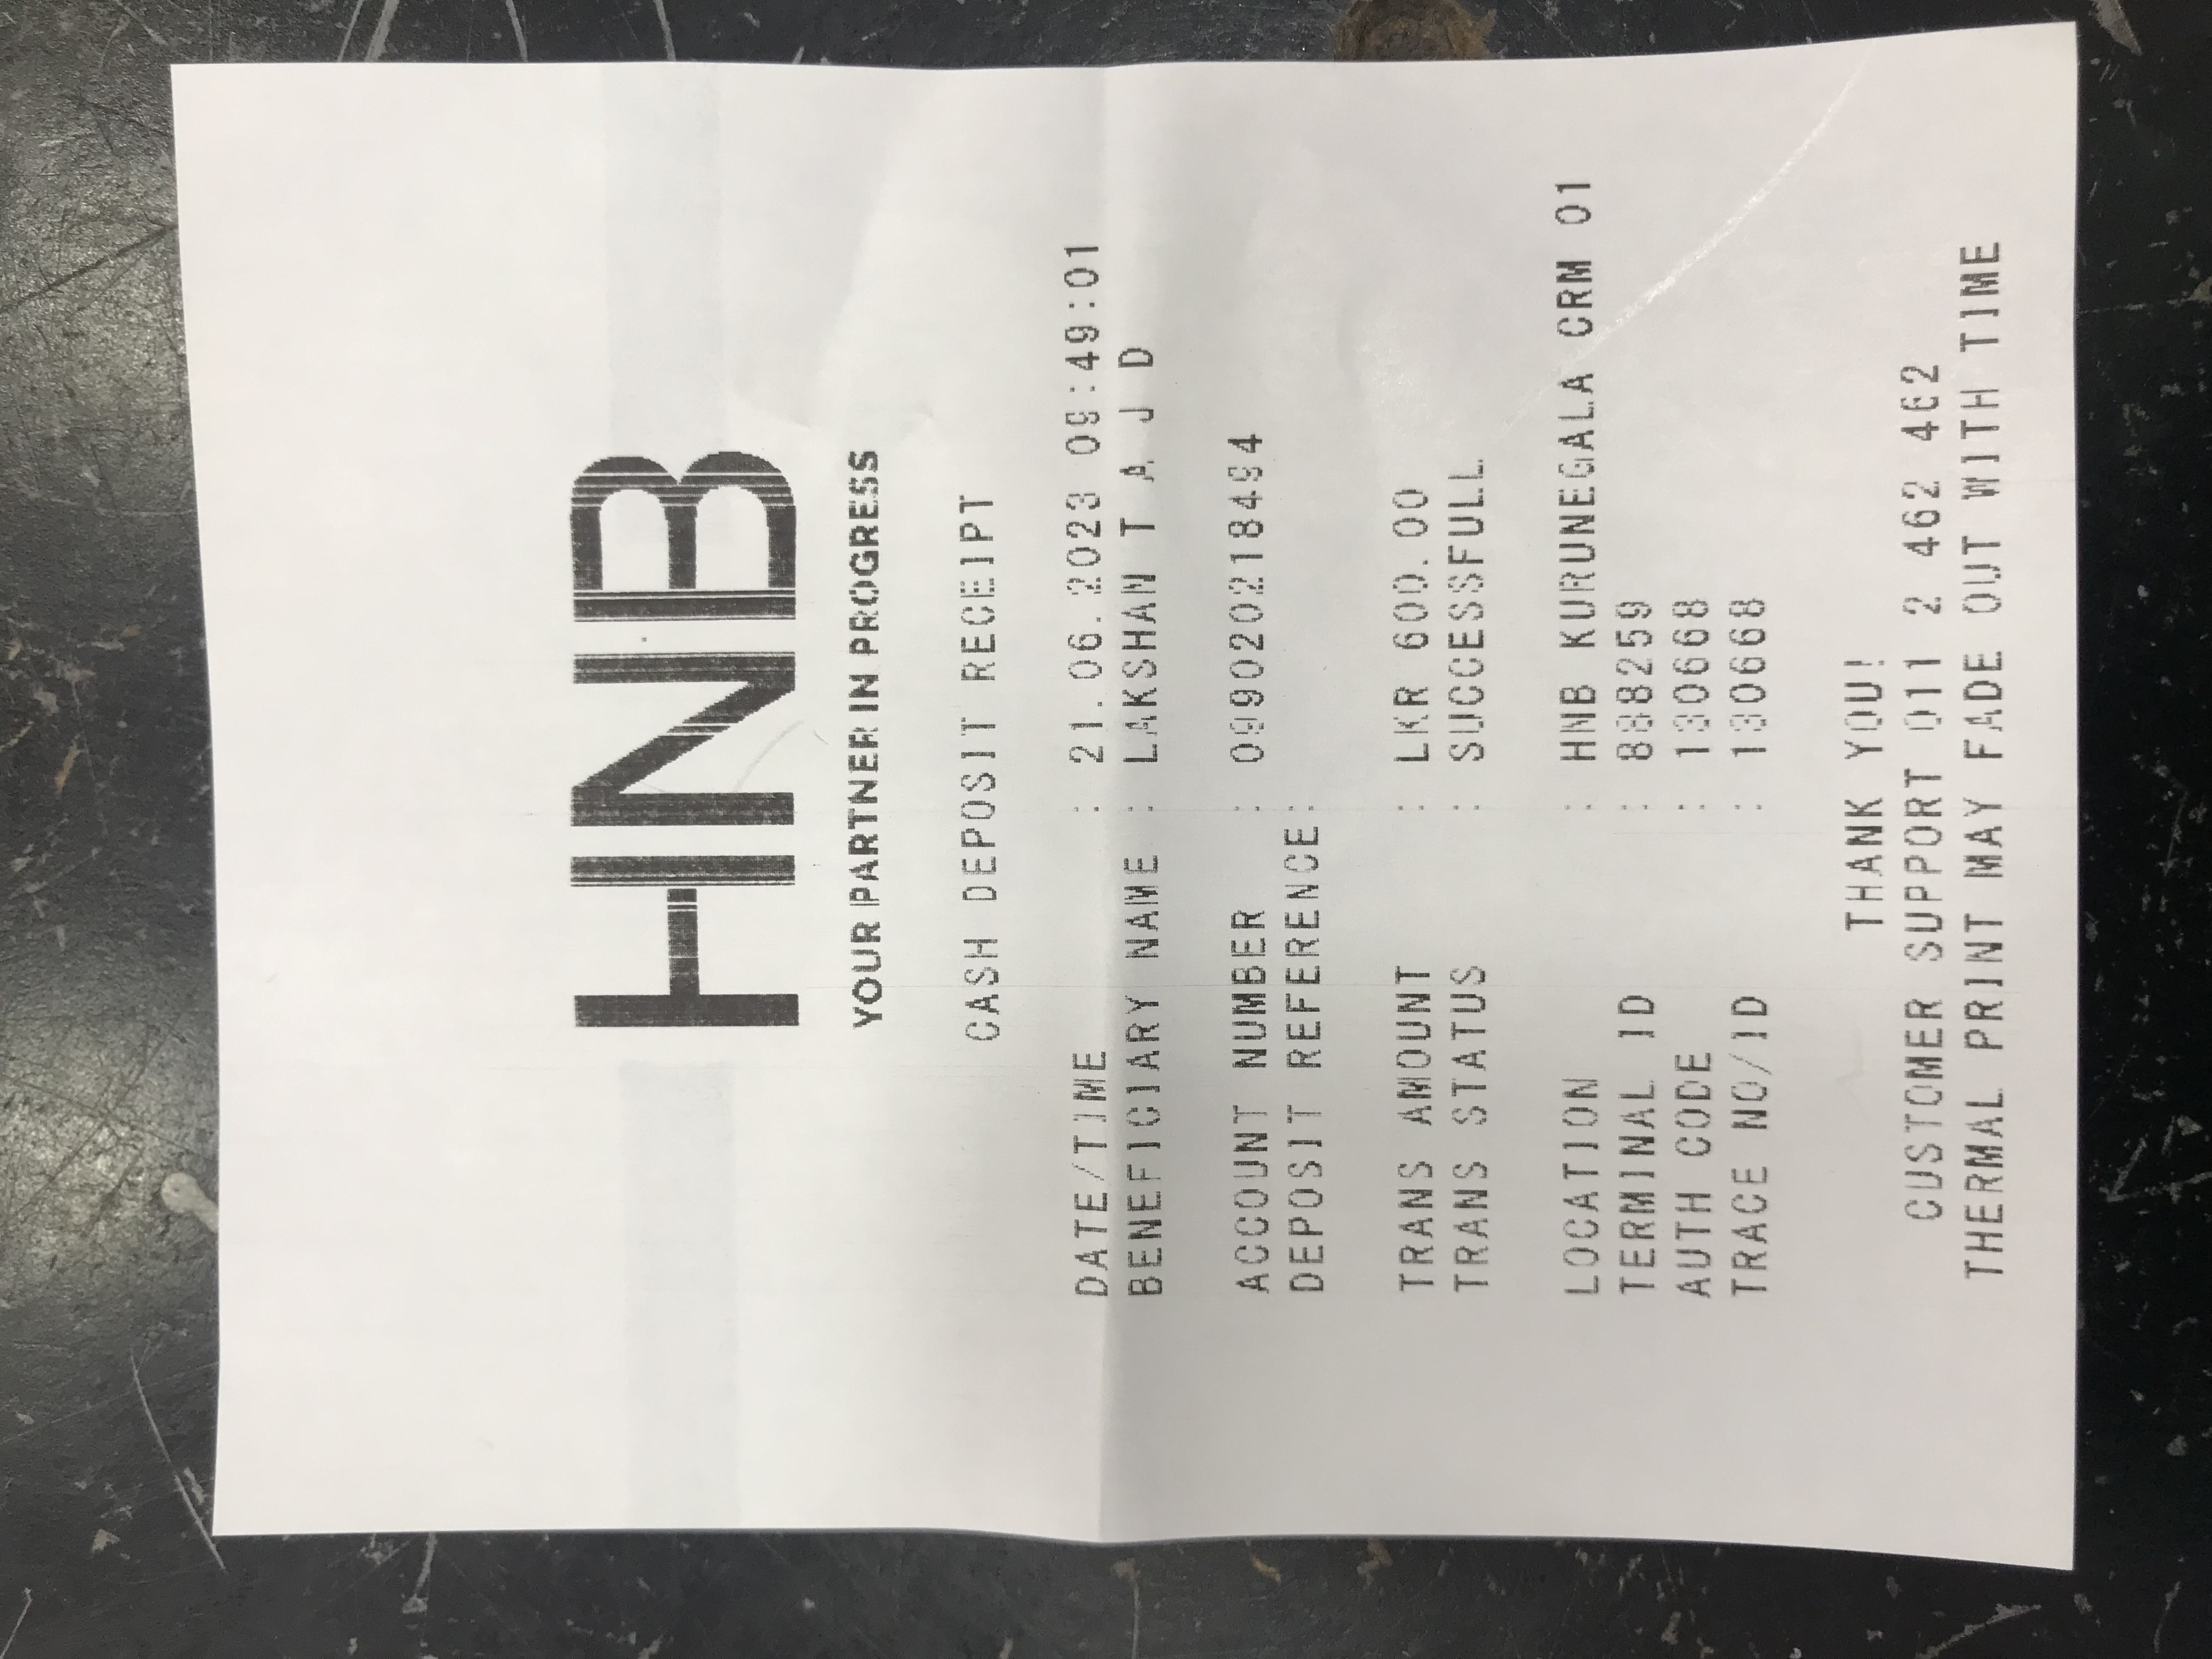 HNB
YOUR PARTNER IN PROGRESS
CASH DEPOSIT RECEIPT
DATE/TIME : 21.06.2023 09:49:01
BENEFICIARY NAME : LAKSHAN T A J D
ACCOUNT NUMBER :
DEPOSIT REFERENCE:
TRANS AMOUNT : LKR 600.00
TRANS STATUS : SUCCESSFULL
LOCATION : HNB KURUNEGALA CRM 01
TERMINAL ID : 888259
AUTH CODE : 130668
TRACE NO/ID : 130668
THANK YOU!
CUSTOMER SUPPORT 011 2 462 462
THERMAL PRINT MAY FADE OUT WITH TIME